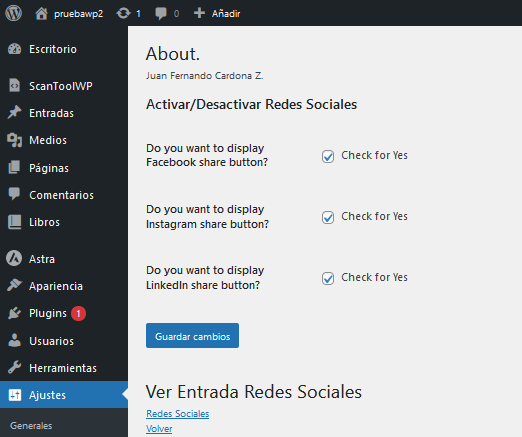 pruebawp2 1 0 + Añadir
Escritorio
ScanToolWP
Entradas
Medios
Páginas
Comentarios
Libros
Astra
Apariencia
Plugins 1
Usuarios
Herramientas
Ajustes
Generales
About.
Juan Fernando Cardona Z.
Activar/Desactivar Redes Sociales
Do you want to display
Facebook share button?
Check for Yes
Do you want to display
Instagram share button?
Check for Yes
Do you want to display
LinkedIn share button?
Check for Yes
Guardar cambios
Ver Entrada Redes Sociales
Redes Sociales
Volver